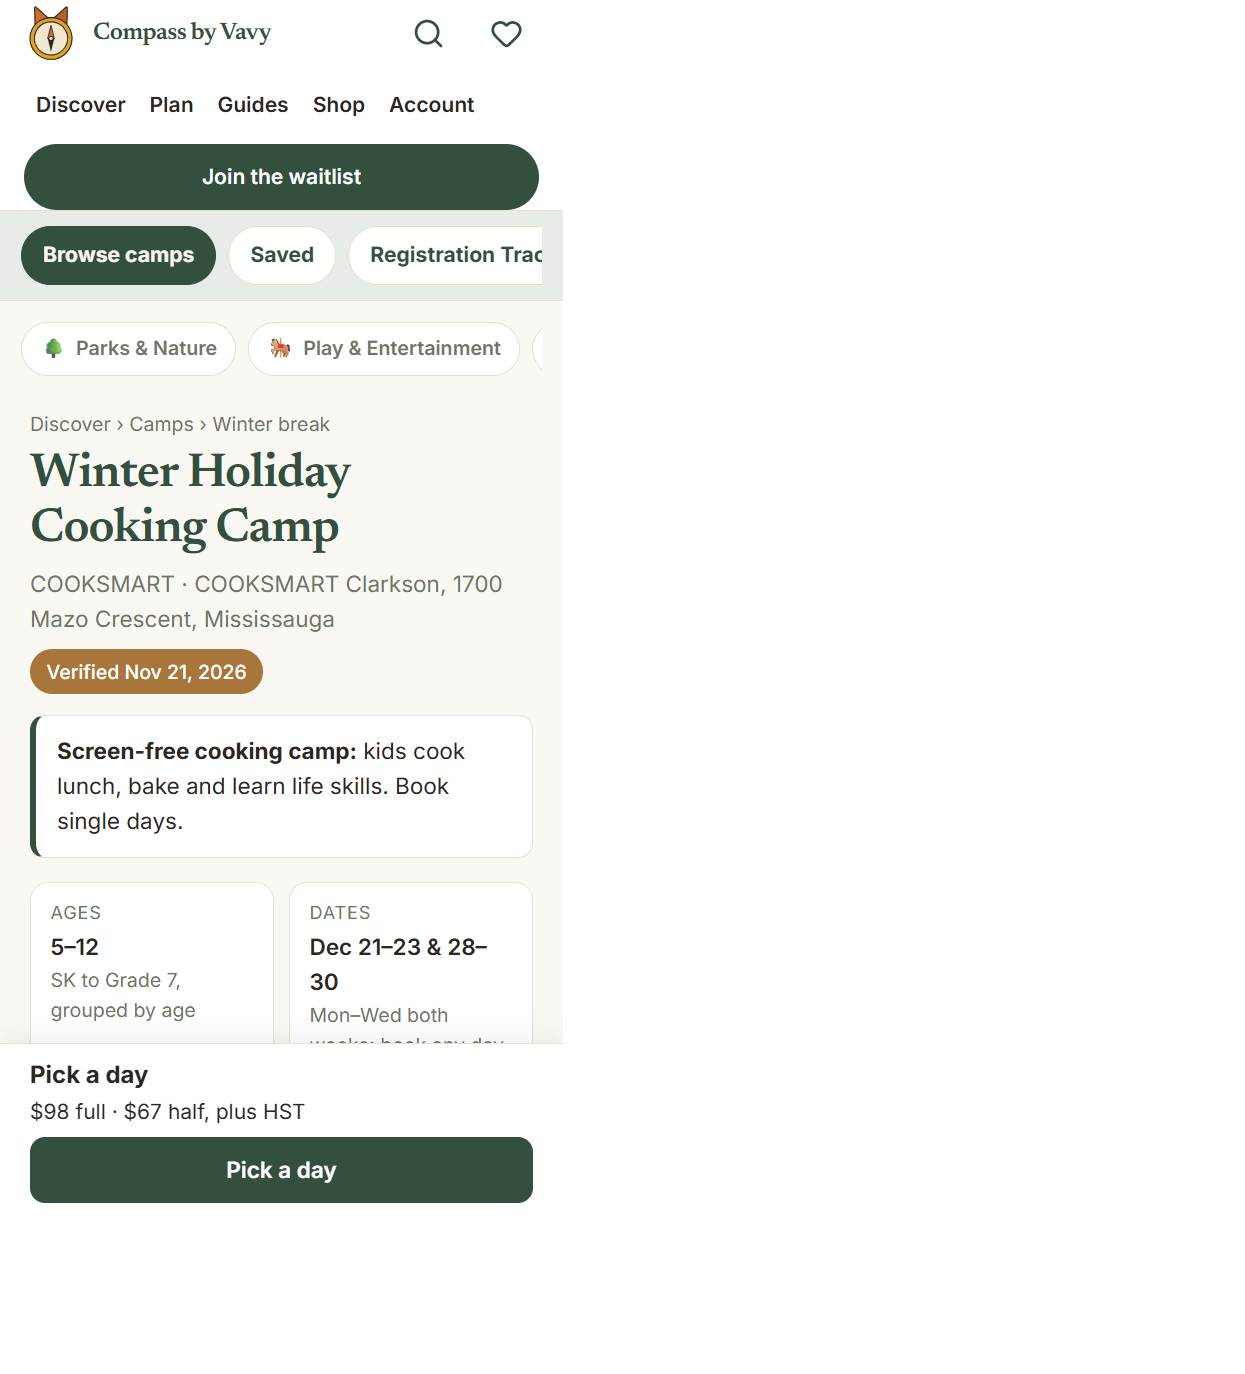 Compass by Vavy
Discover Plan Guides Shop Account
Join the waitlist
Browse camps Saved Registration Trac
Parks & Nature Play & Entertainment
Discover › Camps › Winter break
Winter Holiday
Cooking Camp
COOKSMART · COOKSMART Clarkson, 1700
Mazo Crescent, Mississauga
Verified Nov 21, 2026
Screen-free cooking camp: kids cook
lunch, bake and learn life skills. Book
single days.
AGES
5–12
SK to Grade 7,
grouped by age
DATES
Dec 21–23 & 28–
30
Mon–Wed both
weeks; book any day
Pick a day
$98 full · $67 half, plus HST
Pick a day